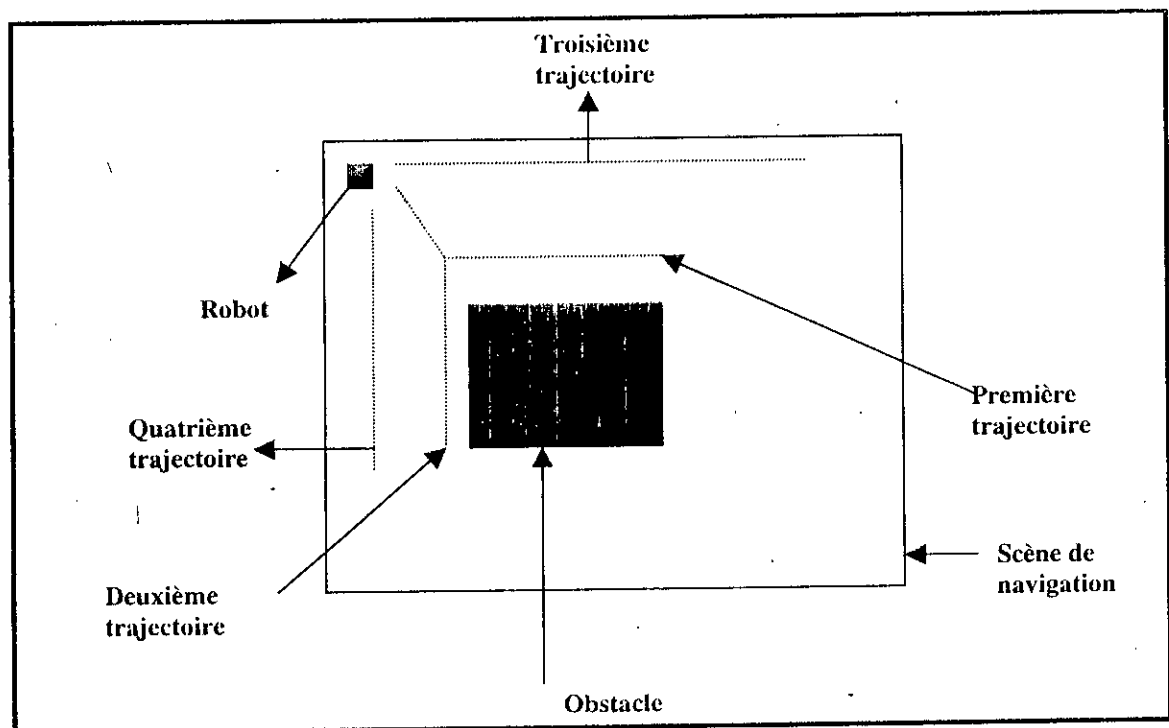 Troisième
trajectoire
Robot
Première
trajectoire
Quatrième
trajectoire
Scène de
navigation
Deuxième
trajectoire
Obstacle